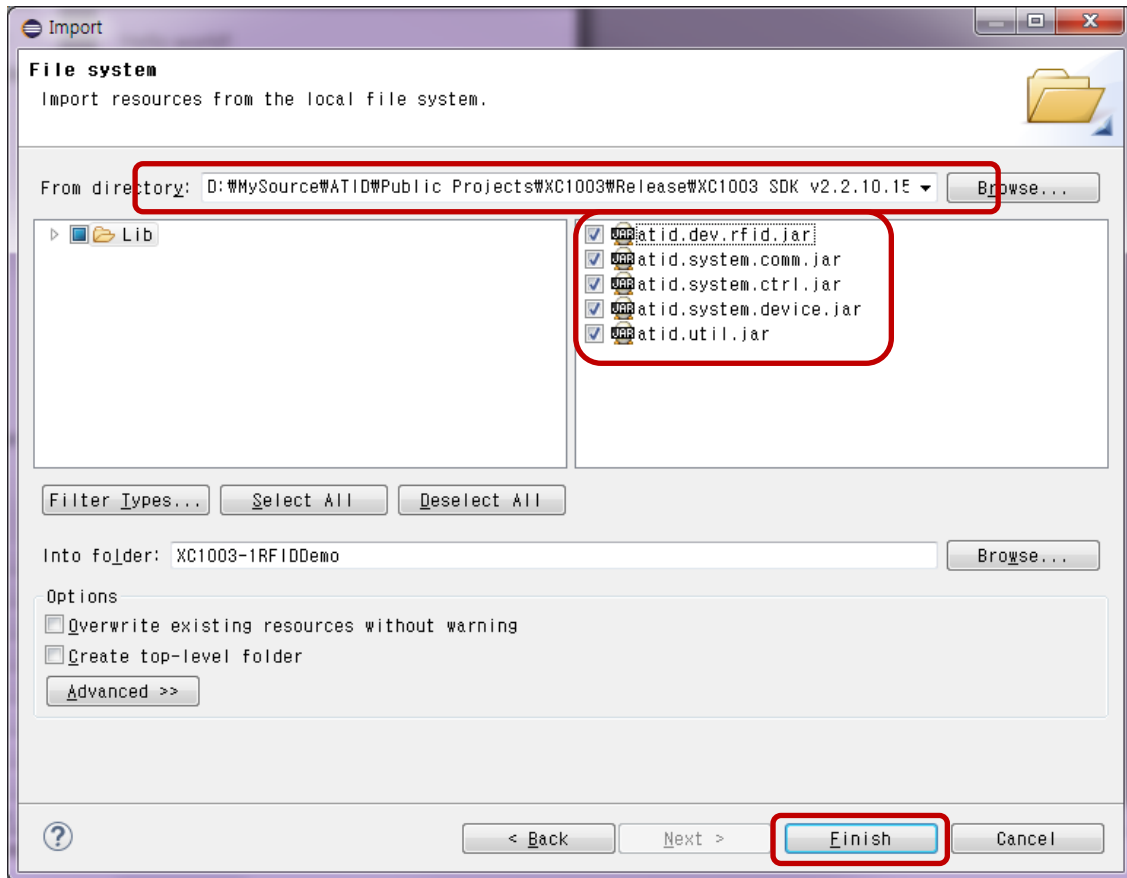 Import
File system
Import resources from the local file system.
From directory: D:₩MySource₩ATID₩Public Projects₩XC1003₩Release₩XC1003 SDK v2.2.10.15 Browse...
Lib
atid.dev.rfid.jar
atid.system.comm.jar
atid.system.ctrl.jar
atid.system.device.jar
atid.util.jar
Filter Types... Select All Deselect All
Into folder: XC1003-1RFIDDemo Browse...
Options
Overwrite existing resources without warning
Create top-level folder
Advanced >>
? < Back Next > Finish Cancel